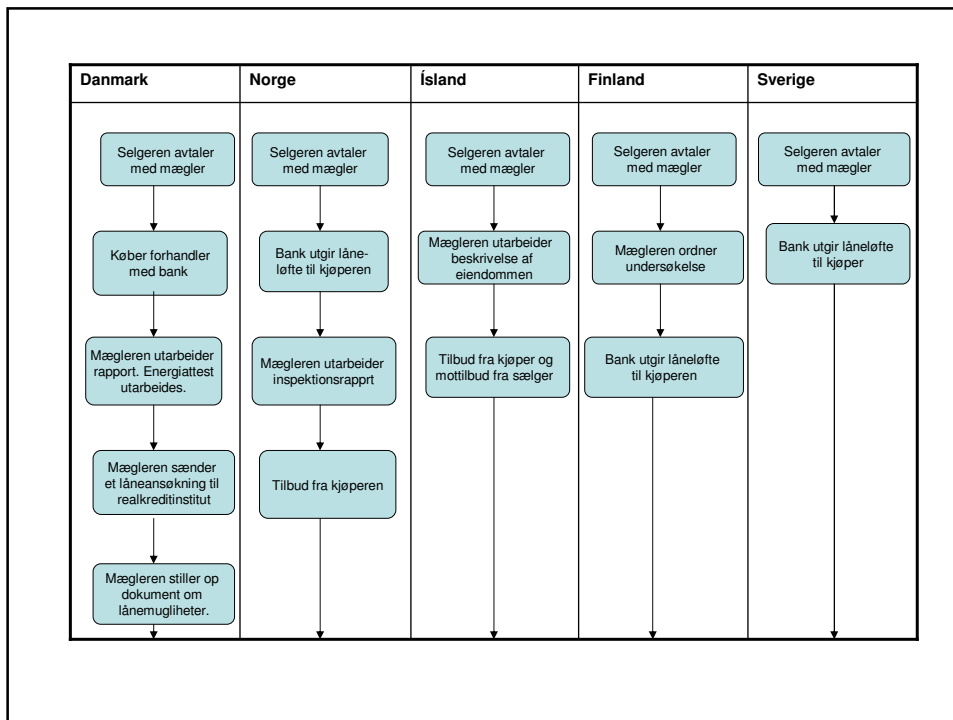 Danmark
Norge
Ísland
Finland
Sverige
Selgeren avtaler
med mægler
Køber forhandler
med bank
Mægleren utarbeider
rapport. Energiattest
utarbeides.
Mægleren sænder
et låneansøkning til
realkreditinstitut
Mægleren stiller op
dokument om
lånemugliheter.
Selgeren avtaler
med mægler
Bank utgir låne-
løfte til kjøperen
Mægleren utarbeider
inspektionsrapprt
Tilbud fra kjøperen
Selgeren avtaler
med mægler
Mægleren utarbeider
beskrivelse af
eiendommen
Tilbud fra kjøper og
mottilbud fra sælger
Selgeren avtaler
med mægler
Mægleren ordner
undersøkelse
Bank utgir låneløfte
til kjøperen
Selgeren avtaler
med mægler
Bank utgir låneløfte
til kjøper